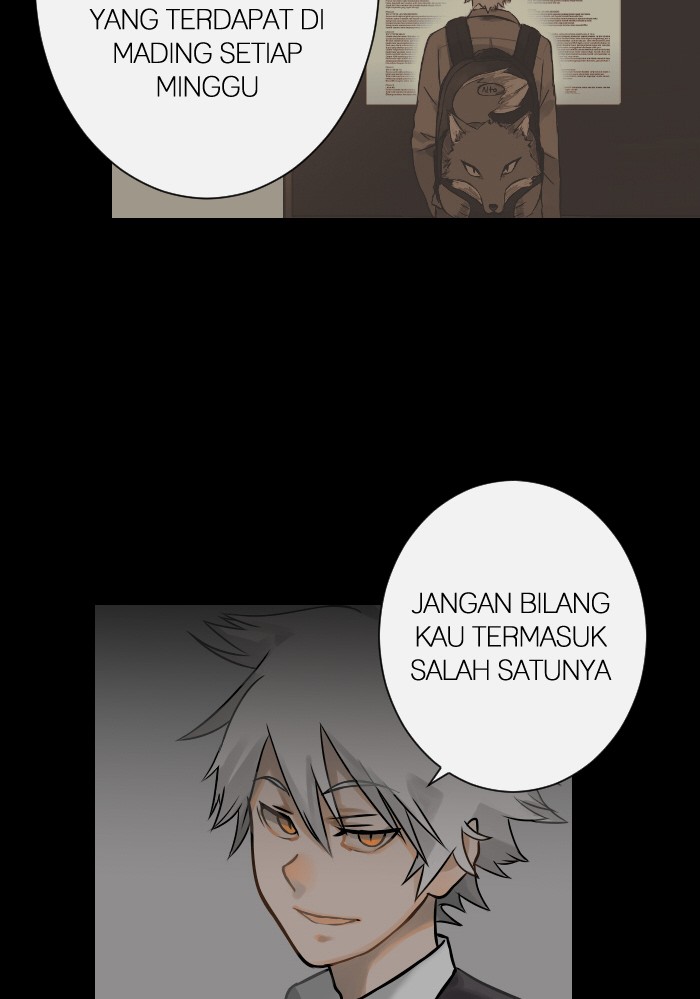 YANG TERDAPAT DI
MADING SETIAP
MINGGU
JANGAN BILANG
KAU TERMASUK
SALAH SATUNYA